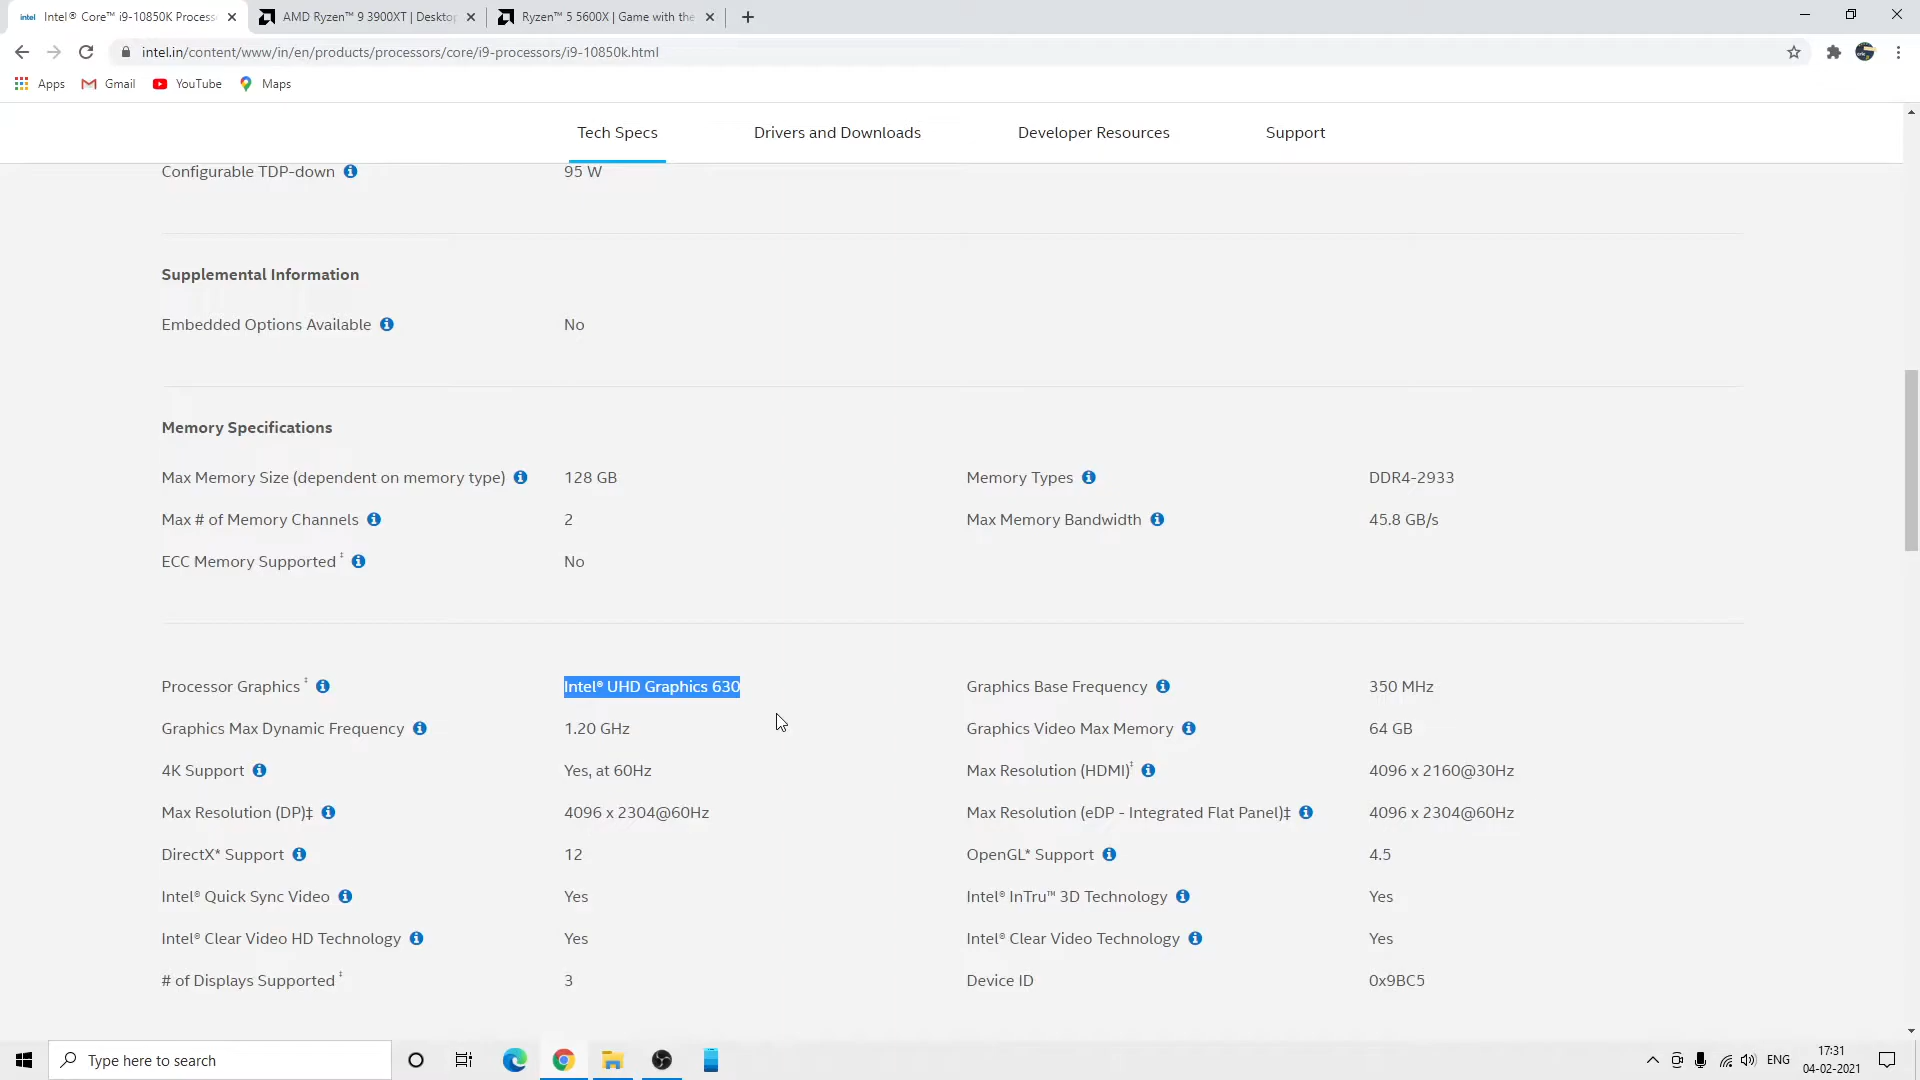 intel Intel® Core™ i9-10850K Process
AMD Ryzen™ 9 3900XT | Desktop
Ryzen™ 5 5600X | Game with the
intel.in/content/www/in/en/products/processors/core/i9-processors/i9-10850k.html
Apps Gmail YouTube Maps
Tech Specs Drivers and Downloads Developer Resources Support
Configurable TDP-down 95 W
Supplemental Information
Embedded Options Available No
Memory Specifications
Max Memory Size (dependent on memory type) 128 GB Memory Types DDR4-2933
Max # of Memory Channels 2 Max Memory Bandwidth 45.8 GB/s
ECC Memory Supported ‡ No
Processor Graphics ‡ Intel® UHD Graphics 630 Graphics Base Frequency 350 MHz
Graphics Max Dynamic Frequency 1.20 GHz Graphics Video Max Memory 64 GB
4K Support Yes, at 60Hz Max Resolution (HDMI)‡ 4096 x 2160@30Hz
Max Resolution (DP)‡ 4096 x 2304@60Hz Max Resolution (eDP - Integrated Flat Panel)‡ 4096 x 2304@60Hz
DirectX* Support 12 OpenGL* Support 4.5
Intel® Quick Sync Video Yes Intel® InTru™ 3D Technology Yes
Intel® Clear Video HD Technology Yes Intel® Clear Video Technology Yes
# of Displays Supported ‡ 3 Device ID 0x9BC5
Type here to search
ENG
17:31
04-02-2021